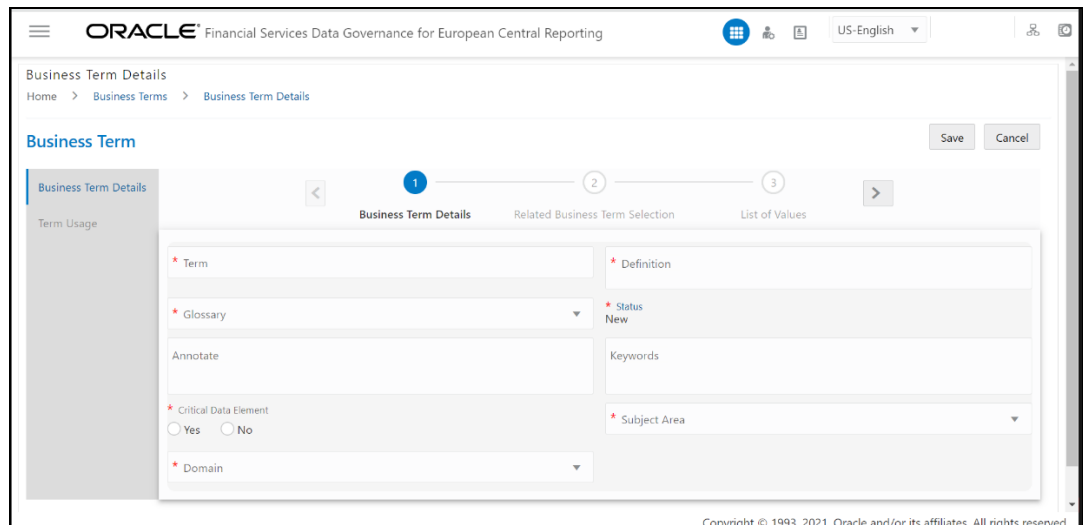 ORACLE® Financial Services Data Governance for European Central Reporting
US-English
Business Term Details
Home > Business Terms > Business Term Details
Business Term
Save Cancel
Business Term Details
Term Usage
< 1 2 3 >
Business Term Details Related Business Term Selection List of Values
* Term
* Definition
* Glossary
* Status
New
Annotate
Keywords
* Critical Data Element
Yes No
* Subject Area
* Domain
Copyright © 1993, 2021, Oracle and/or its affiliates. All rights reserved